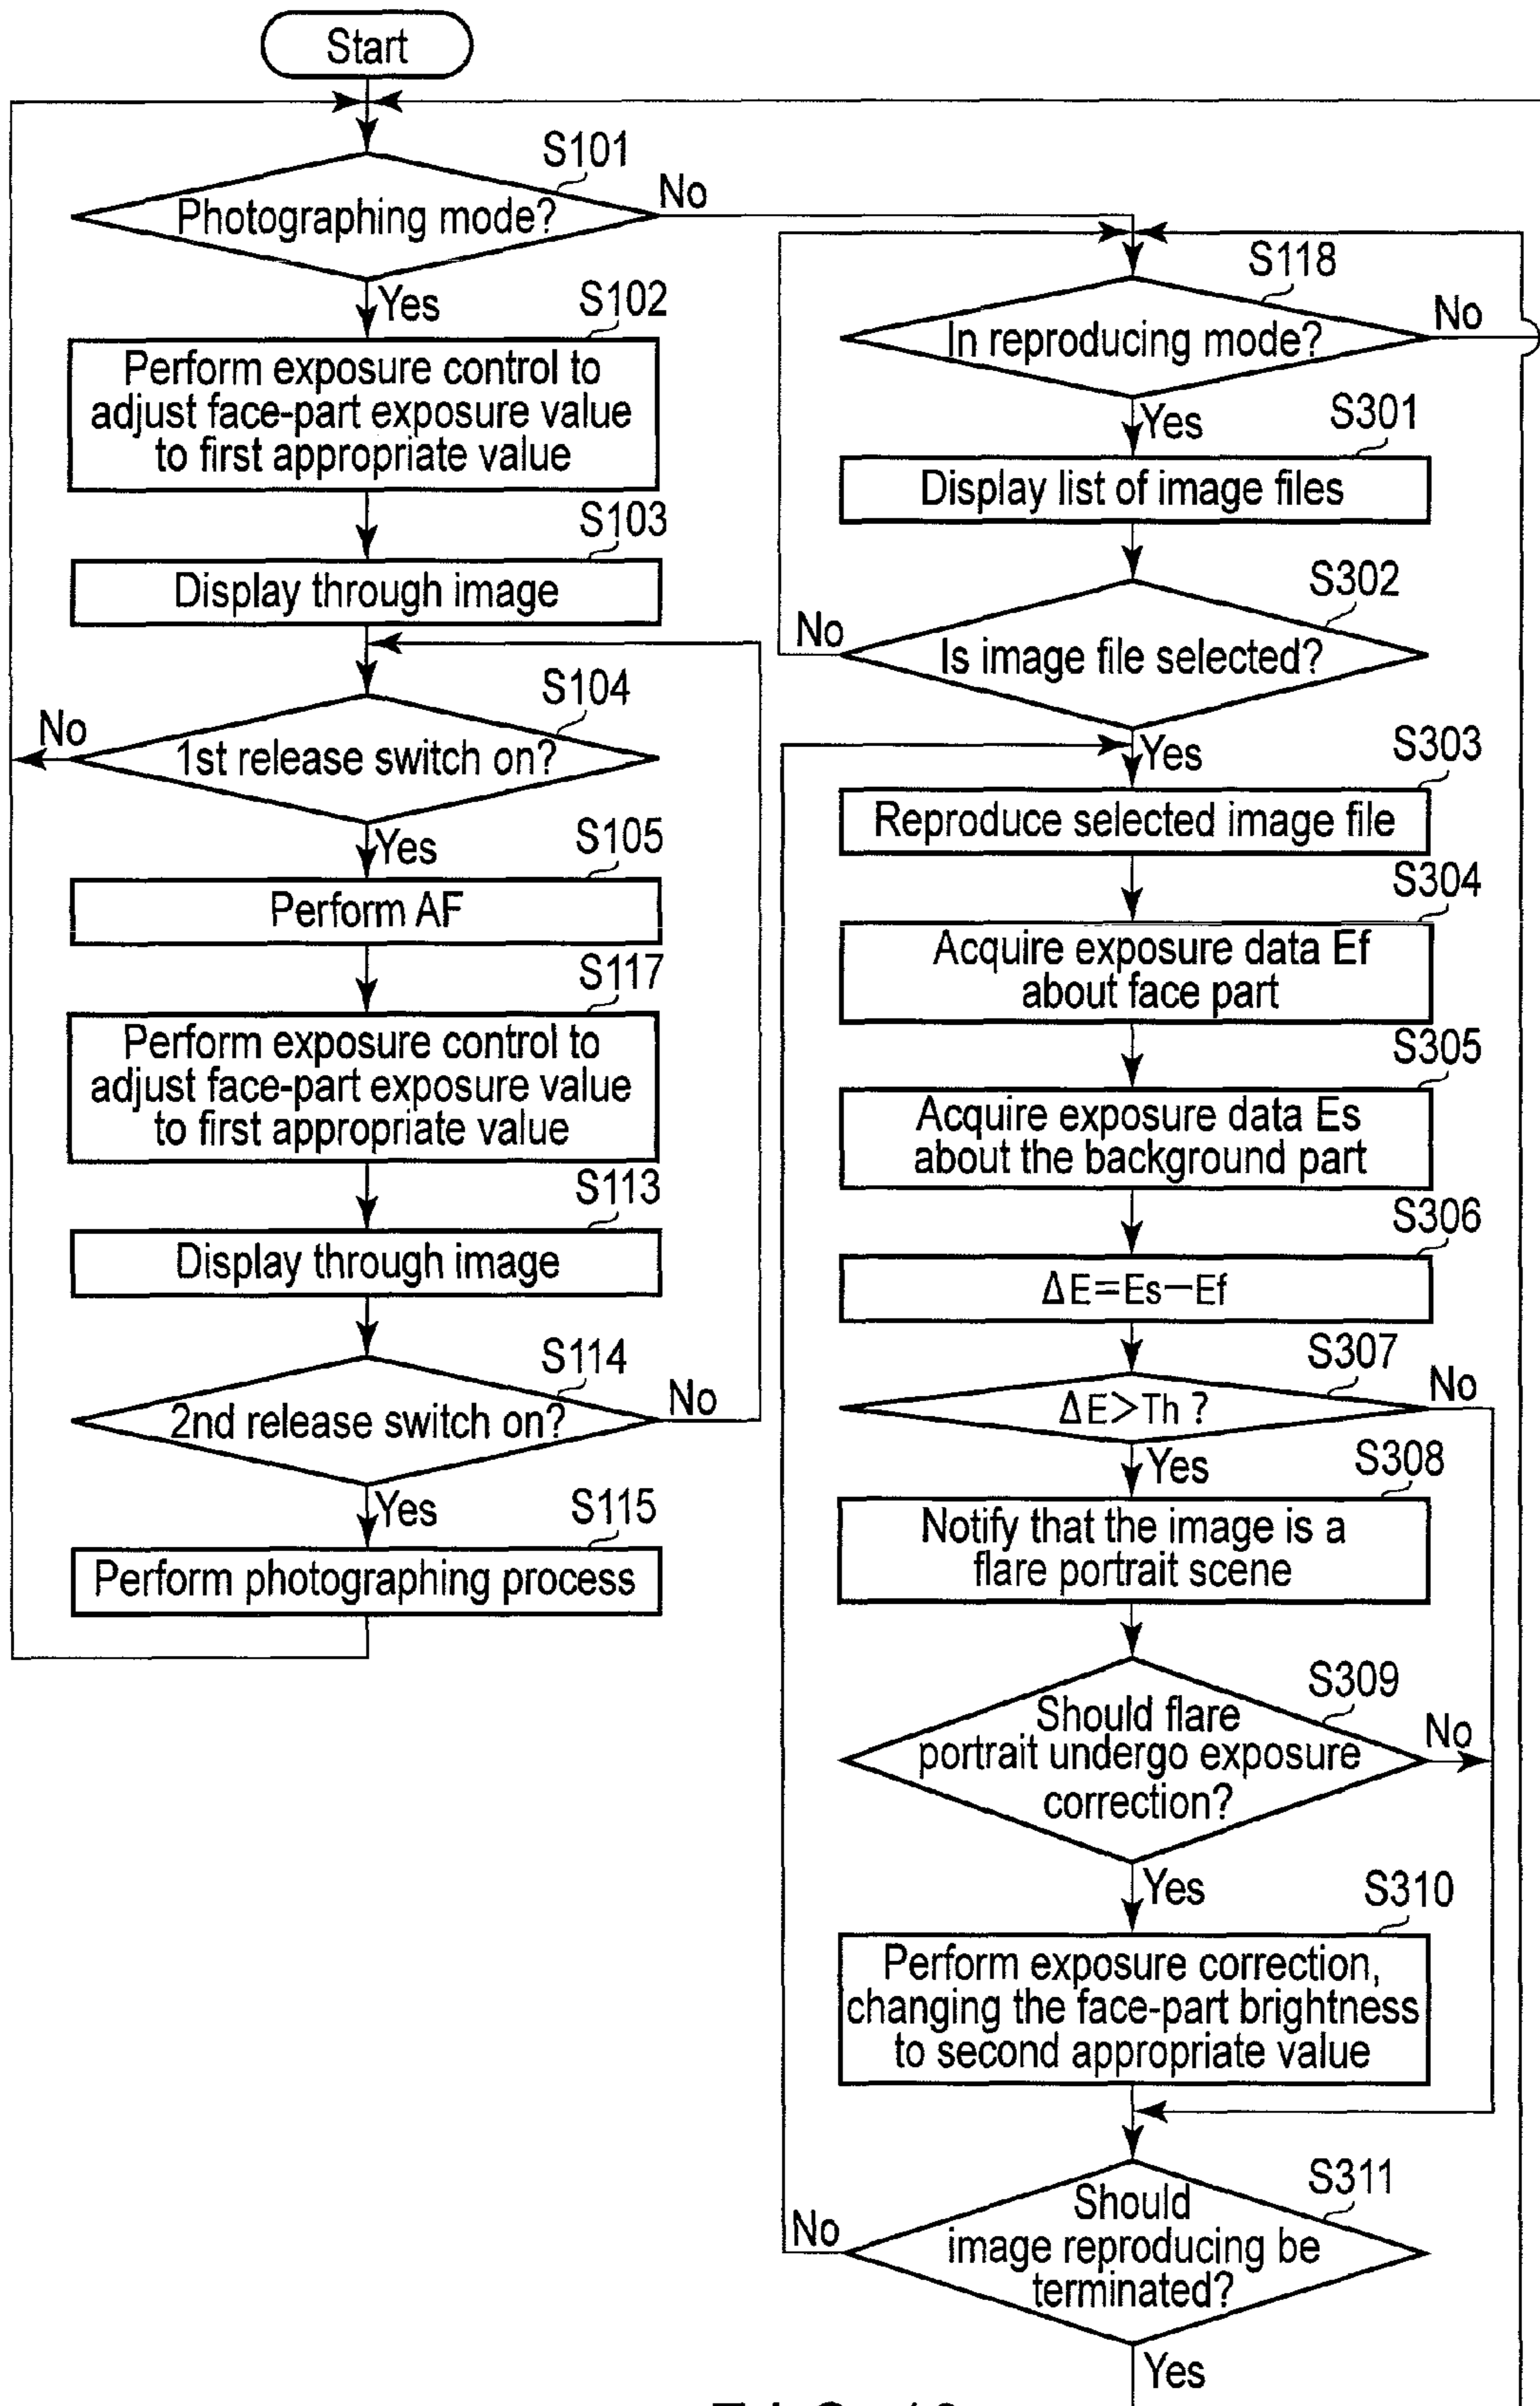 Start
S101
Photographing mode?
No
Yes
S102
Perform exposure control to
adjust face-part exposure value
to first appropriate value
S103
Display through image
S104
No
1st release switch on?
Yes
S105
Perform AF
S117
Perform exposure control to
adjust face-part exposure value
to first appropriate value
S113
Display through image
S114
2nd release switch on?
No
Yes
S115
Perform photographing process
S118
In reproducing mode?
No
Yes
S301
Display list of image files
S302
No
Is image file selected?
Yes
S303
Reproduce selected image file
S304
Acquire exposure data Ef
about face part
S305
Acquire exposure data Es
about the background part
S306
ΔE=Es−Ef
S307
ΔE>Th ?
No
Yes
S308
Notify that the image is a
flare portrait scene
S309
Should flare
portrait undergo exposure
correction?
No
Yes
S310
Perform exposure correction,
changing the face-part brightness
to second appropriate value
S311
Should
image reproducing be
terminated?
No
Yes